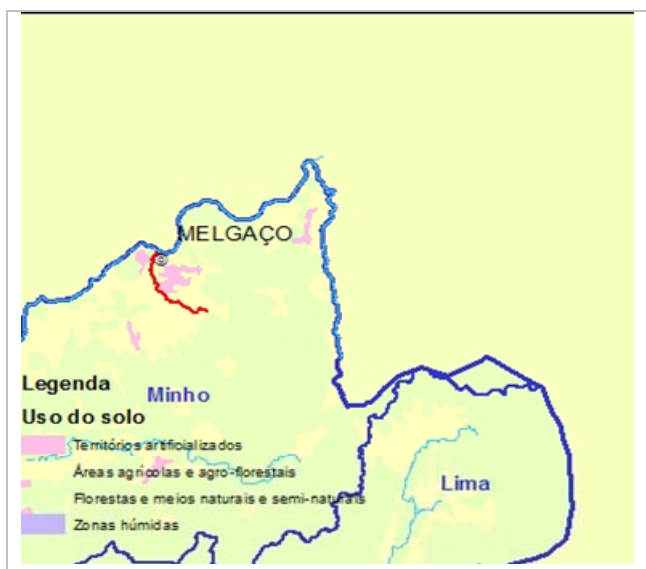 MELGAÇO
Legenda
Minho
Uso do solo
Territórios artificializados
Áreas agrícolas e agro-florestais
Lima
Florestas e meios naturais e semi-naturais
Zonas húmidas